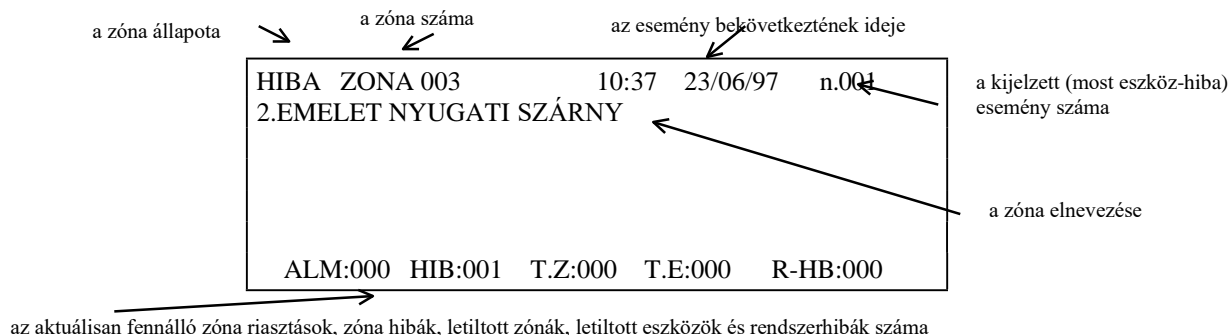 a zóna állapota
a zóna száma
az esemény bekövetkeztének ideje
HIBA ZONA 003 10:37 23/06/97 n.001
a kijelzett (most eszköz-hiba)
esemény száma
2.EMELET NYUGATI SZÁRNY
a zóna elnevezése
ALM:000 HIB:001 T.Z:000 T.E:000 R-HB:000
az aktuálisan fennálló zóna riasztások, zóna hibák, letiltott zónák, letiltott eszközök és rendszerhibák száma